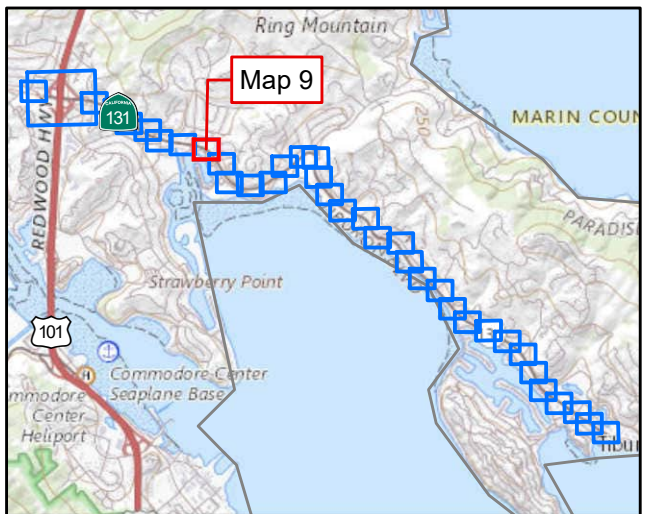 Ring Mountain
Map 9
CALIFORNIA
131
MARIN COUN
250
REDWOOD HWY
PARADIS
Strawberry Point
101
Commodore Center
Seaplane Base
H
mmodore
Center
Heliport
Tibur